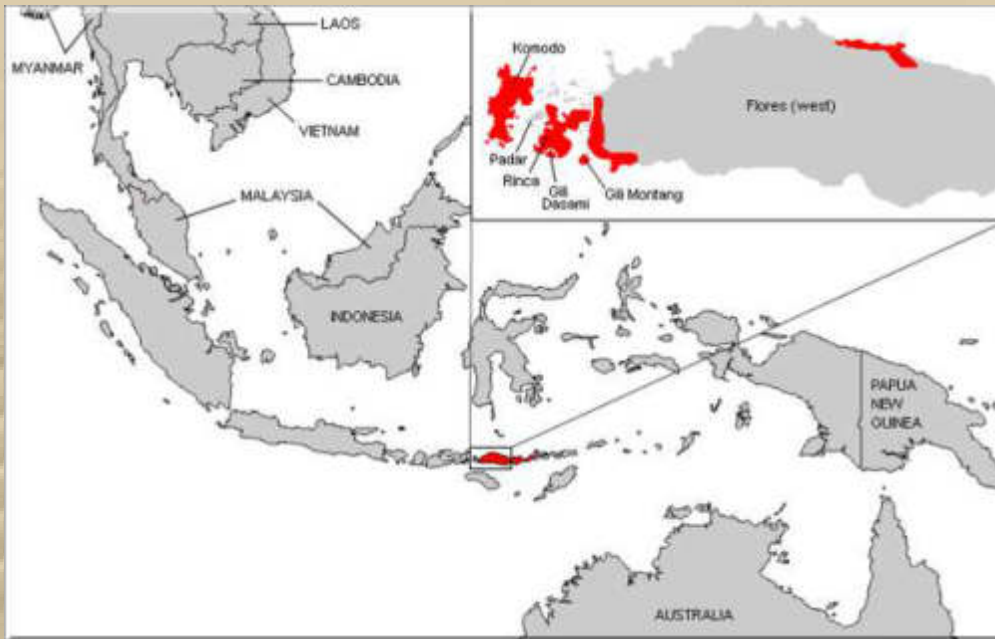 LAOS
MYANMAR
CAMBODIA
VIETNAM
MALAYSIA
INDONESIA
Komodo
Flores (west)
Padar
Rinca
Gili
Dasami
Gili Montang
PAPUA
NEW
GUINEA
AUSTRALIA